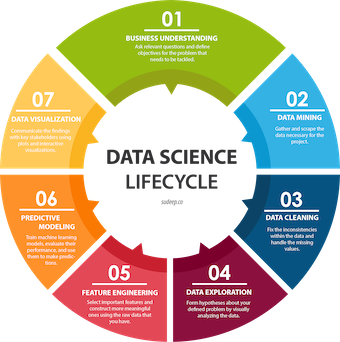 01
BUSINESS UNDERSTANDING
Ask relevant questions and define
objectives for the problem that
needs to be tackled.
02
DATA MINING
Gather and scrape the
data necessary for the
project.
03
DATA CLEANING
Fix the inconsistencies
within the data and
handle the missing
values.
04
DATA EXPLORATION
Form hypotheses about your
defined problem by visually
analyzing the data.
05
FEATURE ENGINEERING
Select important features and
construct more meaningful
ones using the raw data that
you have.
06
PREDICTIVE
MODELING
Train machine learning
models, evaluate their
performance, and use
them to make predic-
tions.
07
DATA VISUALIZATION
Communicate the findings
with key stakeholders using
plots and interactive
visualizations.
DATA SCIENCE
LIFECYCLE
sudeep.co